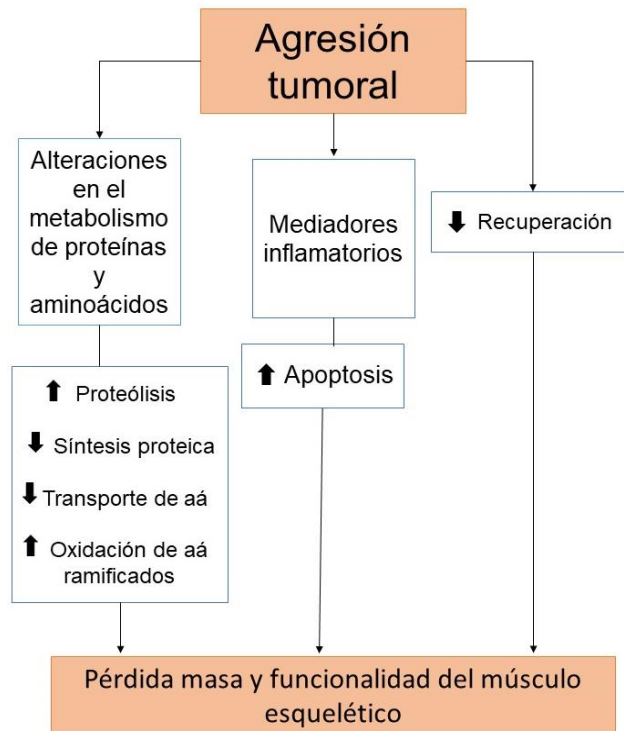 Agresión
tumoral
Alteraciones
en el
metabolismo
de proteínas
y
aminoácidos
Mediadores
inflamatorios
⬇ Recuperación
⬆ Proteólisis
⬇ Síntesis proteica
⬇ Transporte de aá
⬆ Oxidación de aá
ramificados
⬆ Apoptosis
Pérdida masa y funcionalidad del músculo
esquelético